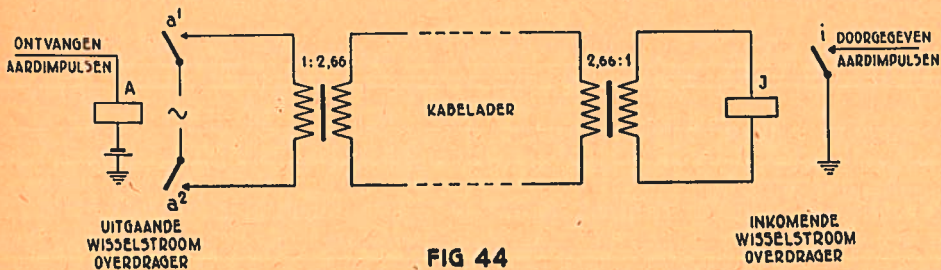 ONTVANGEN
AARDIMPULSEN
A
a¹
~
a²
UITGAANDE
WISSELSTROOM
OVERDRAGER
1:2,66
KABELADER
2,66:1
J
i
DOORGEGEVEN
AARDIMPULSEN
INKOMENDE
WISSELSTROOM
OVERDRAGER
FIG 44